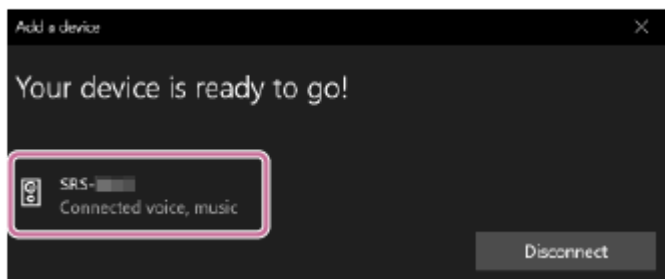 Add a device
Your device is ready to go!
SRS-
Connected voice, music
Disconnect